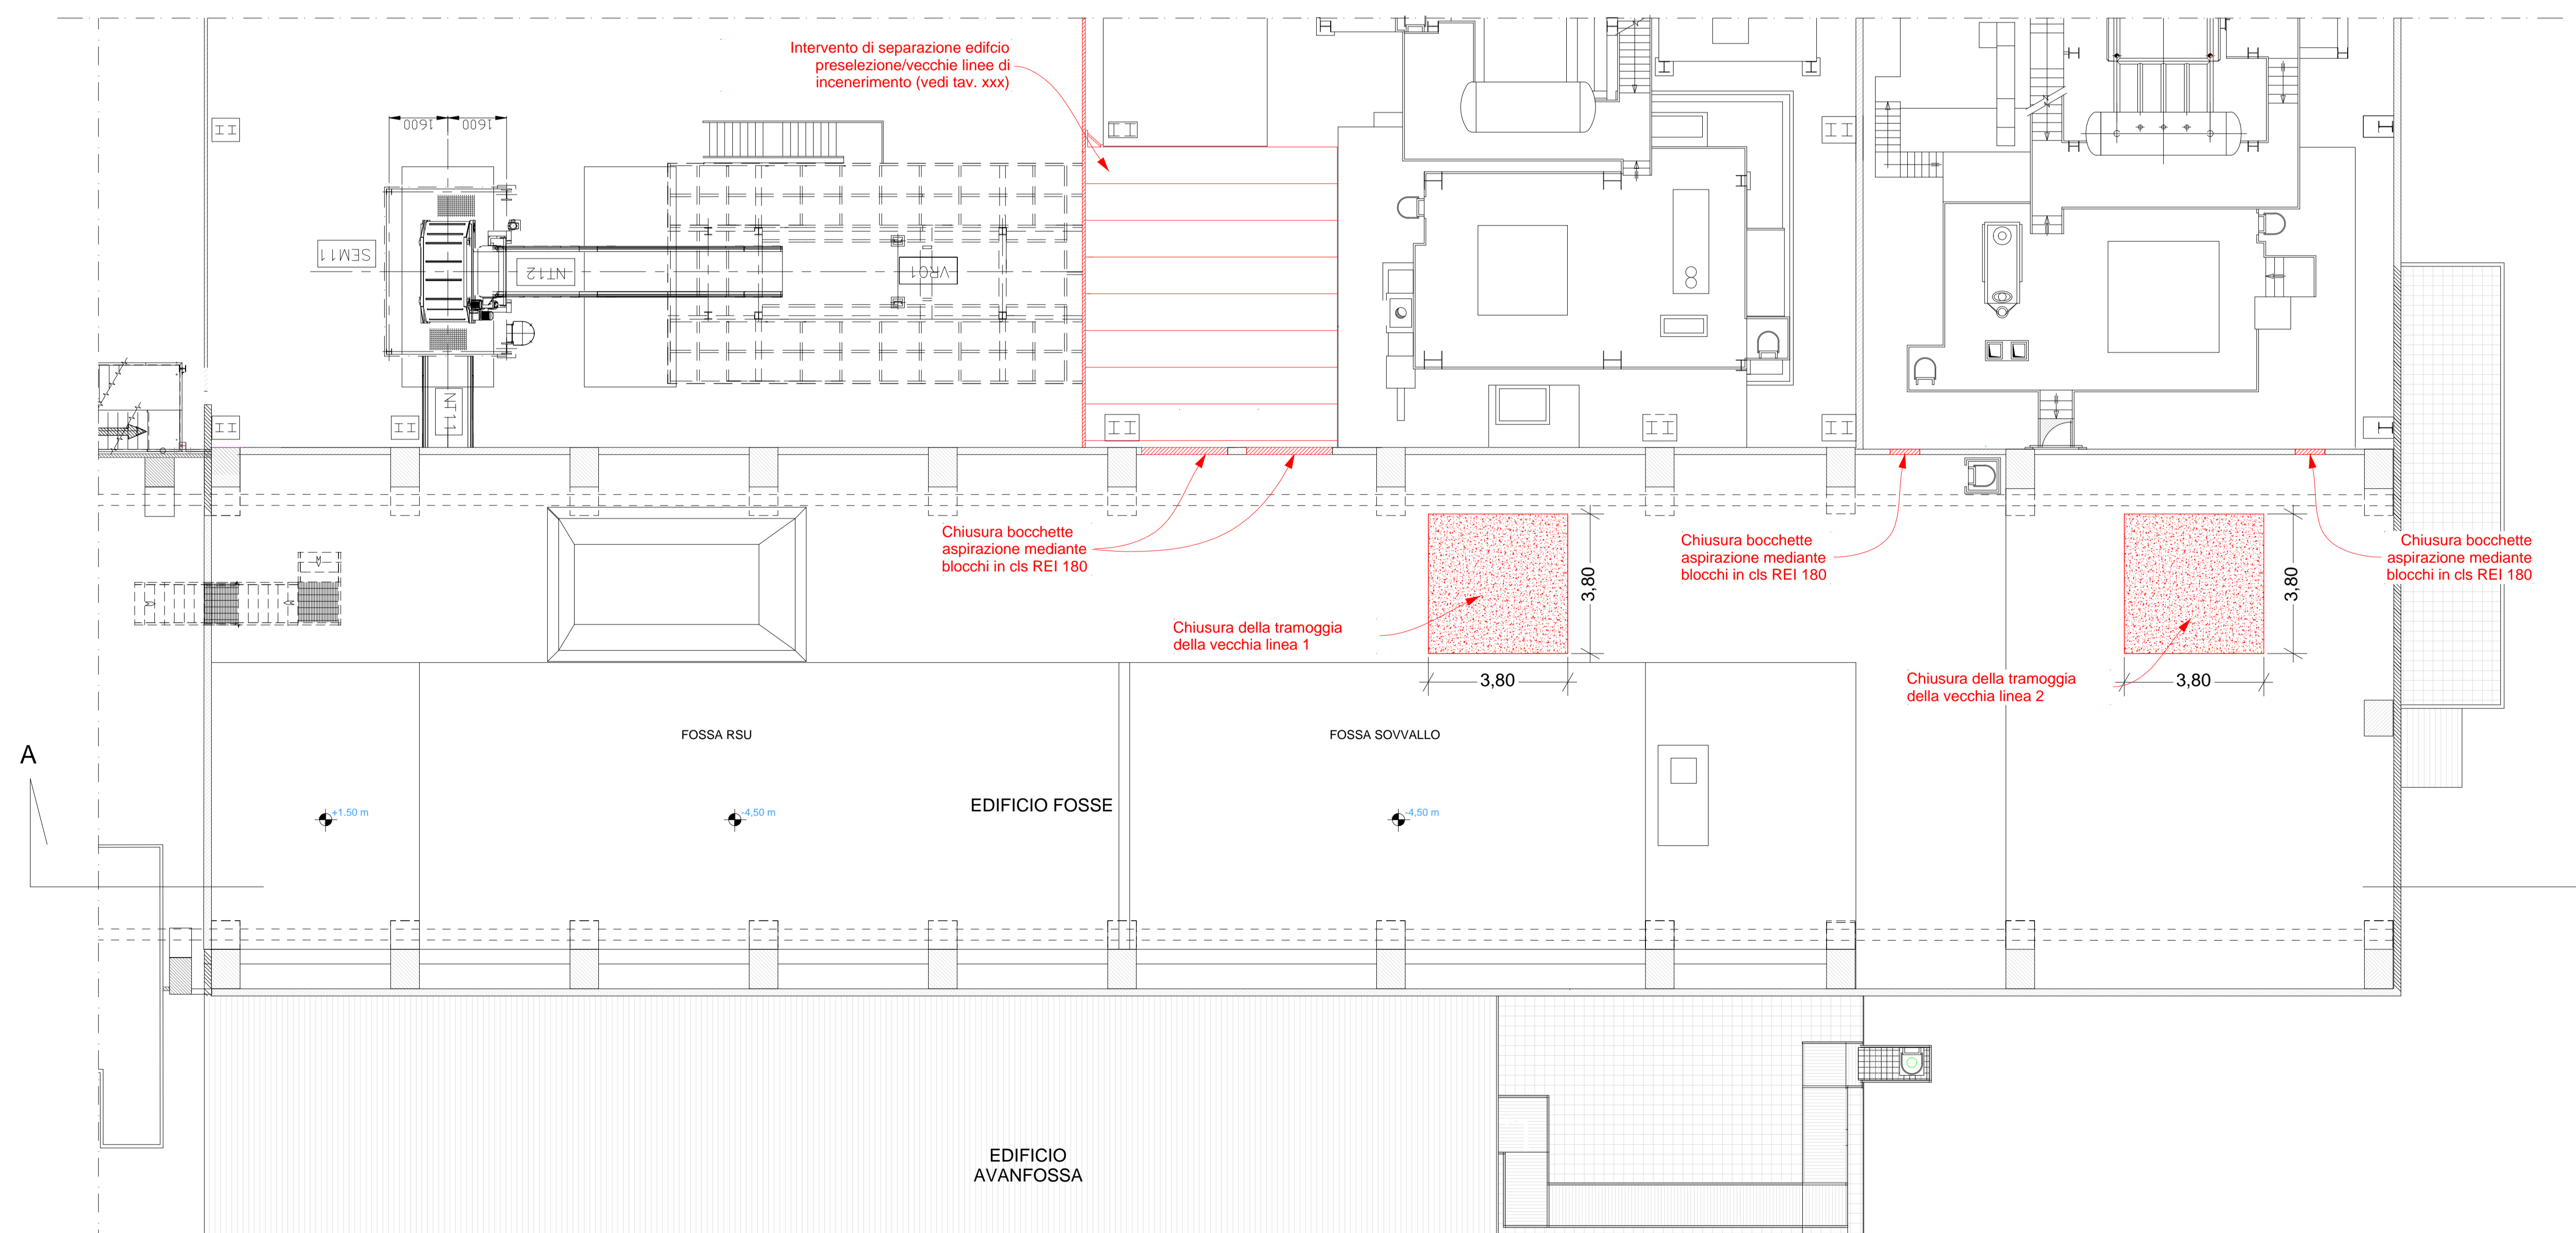 Intervento di separazione edifcio
preselezione/vecchie linee di
incenerimento (vedi tav. xxx)
1600
1600
SEM11
NT12
VR01
NT11
Chiusura bocchette
aspirazione mediante
blocchi in cls REI 180
Chiusura bocchette
aspirazione mediante
blocchi in cls REI 180
Chiusura bocchette
aspirazione mediante
blocchi in cls REI 180
M
M
M
3,80
3,80
Chiusura della tramoggia
della vecchia linea 1
3,80
Chiusura della tramoggia
della vecchia linea 2
3,80
FOSSA RSU
FOSSA SOVVALLO
A
EDIFICIO FOSSE
+1.50 m
-4,50 m
-4,50 m
EDIFICIO
AVANFOSSA